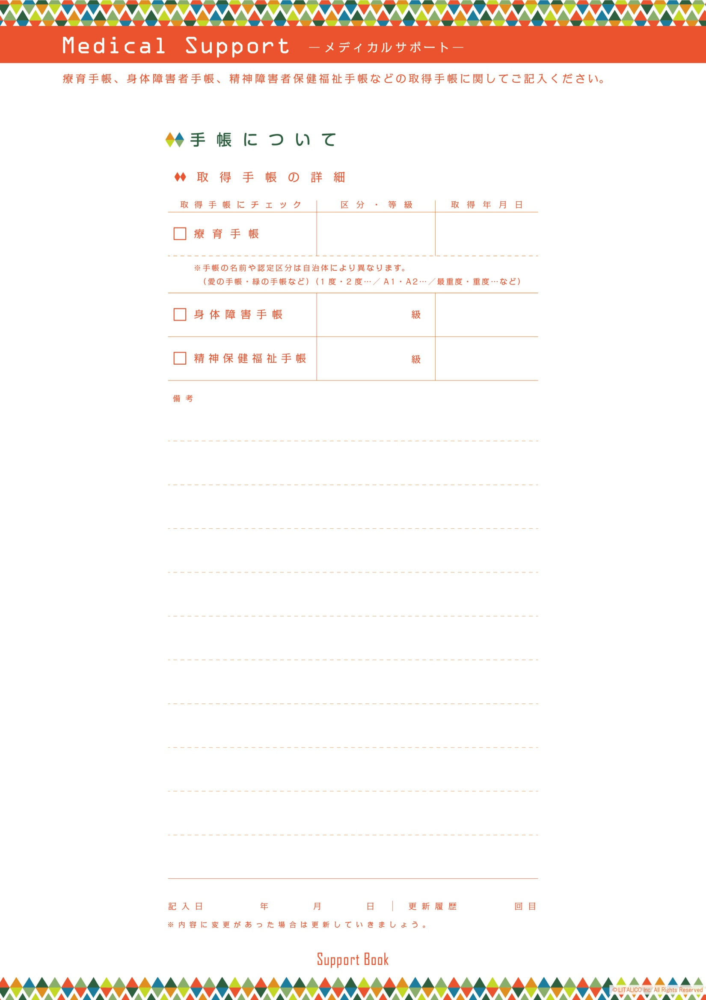 Medical Support ―メディカルサポート―
療育手帳、身体障害者手帳、精神障害者保健福祉手帳などの取得手帳に関してご記入ください。
手帳について
取得手帳の詳細
取得手帳にチェック 区分・等級 取得年月日
療育手帳
※手帳の名前や認定区分は自治体により異なります。
（愛の手帳・緑の手帳など）（1度・2度…／A1・A2…／最重度・重度…など）
身体障害手帳 級
精神保健福祉手帳 級
備考
記入日 年 月 日 更新履歴 回目
※内容に変更があった場合は更新していきましょう。
Support Book
© LITALICO Inc. All Rights Reserved